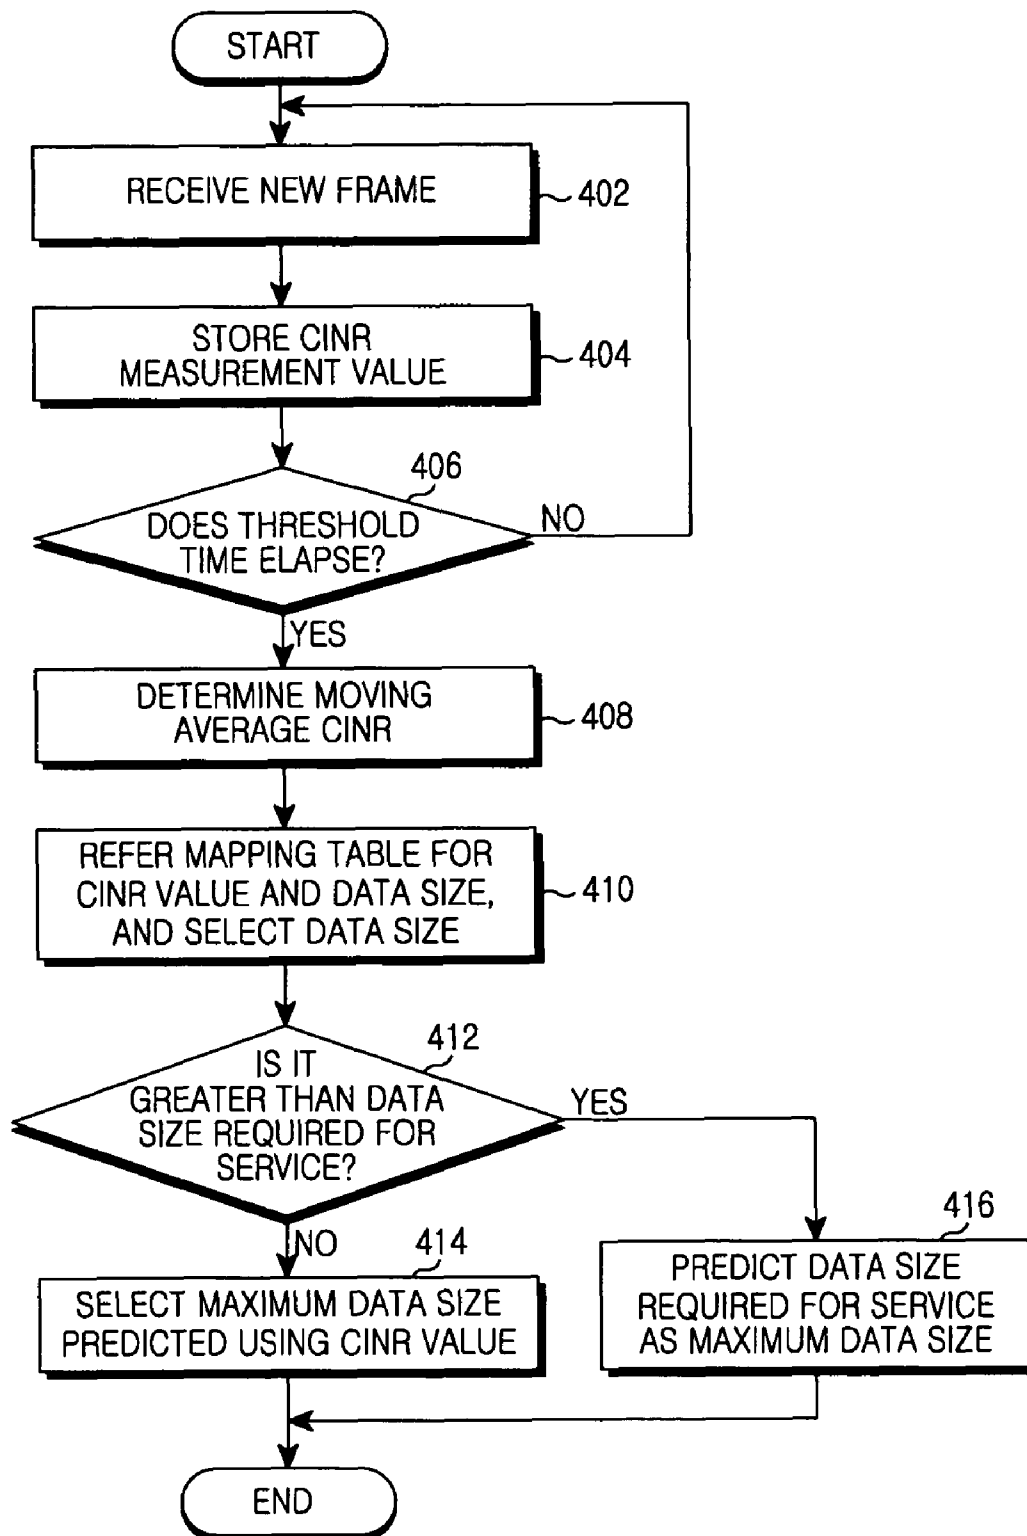 START
RECEIVE NEW FRAME
402
STORE CINR
MEASUREMENT VALUE
404
406
DOES THRESHOLD
TIME ELAPSE?
NO
YES
DETERMINE MOVING
AVERAGE CINR
408
REFER MAPPING TABLE FOR
CINR VALUE AND DATA SIZE,
AND SELECT DATA SIZE
410
412
IS IT
GREATER THAN DATA
SIZE REQUIRED FOR
SERVICE?
YES
NO
414
SELECT MAXIMUM DATA SIZE
PREDICTED USING CINR VALUE
416
PREDICT DATA SIZE
REQUIRED FOR SERVICE
AS MAXIMUM DATA SIZE
END